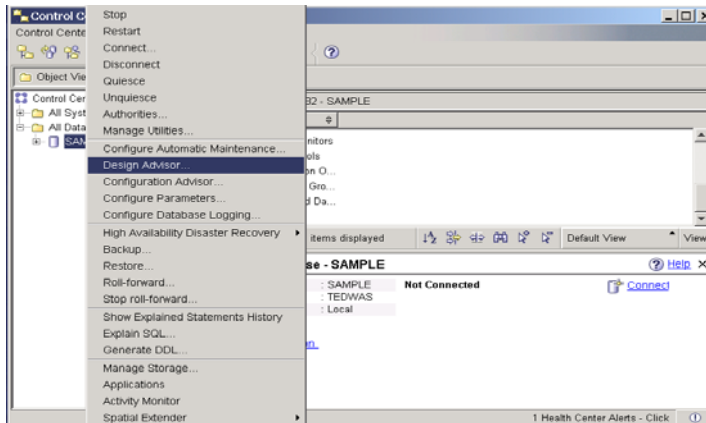 Control C
Control Cente
Object Vie
Control Cer
All Syst
All Data
SAM
Stop
Restart
Connect...
Disconnect
Quiesce
Unquiesce
Authorities...
Manage Utilities...
Configure Automatic Maintenance...
Design Advisor...
Configuration Advisor...
Configure Parameters...
Configure Database Logging...
High Availability Disaster Recovery
Backup...
Restore...
Roll-forward...
Stop roll-forward...
Show Explained Statements History
Explain SQL...
Generate DDL...
Manage Storage...
Applications
Activity Monitor
Spatial Extender
B2 - SAMPLE
nitors
ols
on O...
Gro...
d Da...
items displayed
Default View
View
se - SAMPLE
Help
: SAMPLE
Not Connected
Connect
: TEDWAS
: Local
on
1 Health Center Alerts - Click